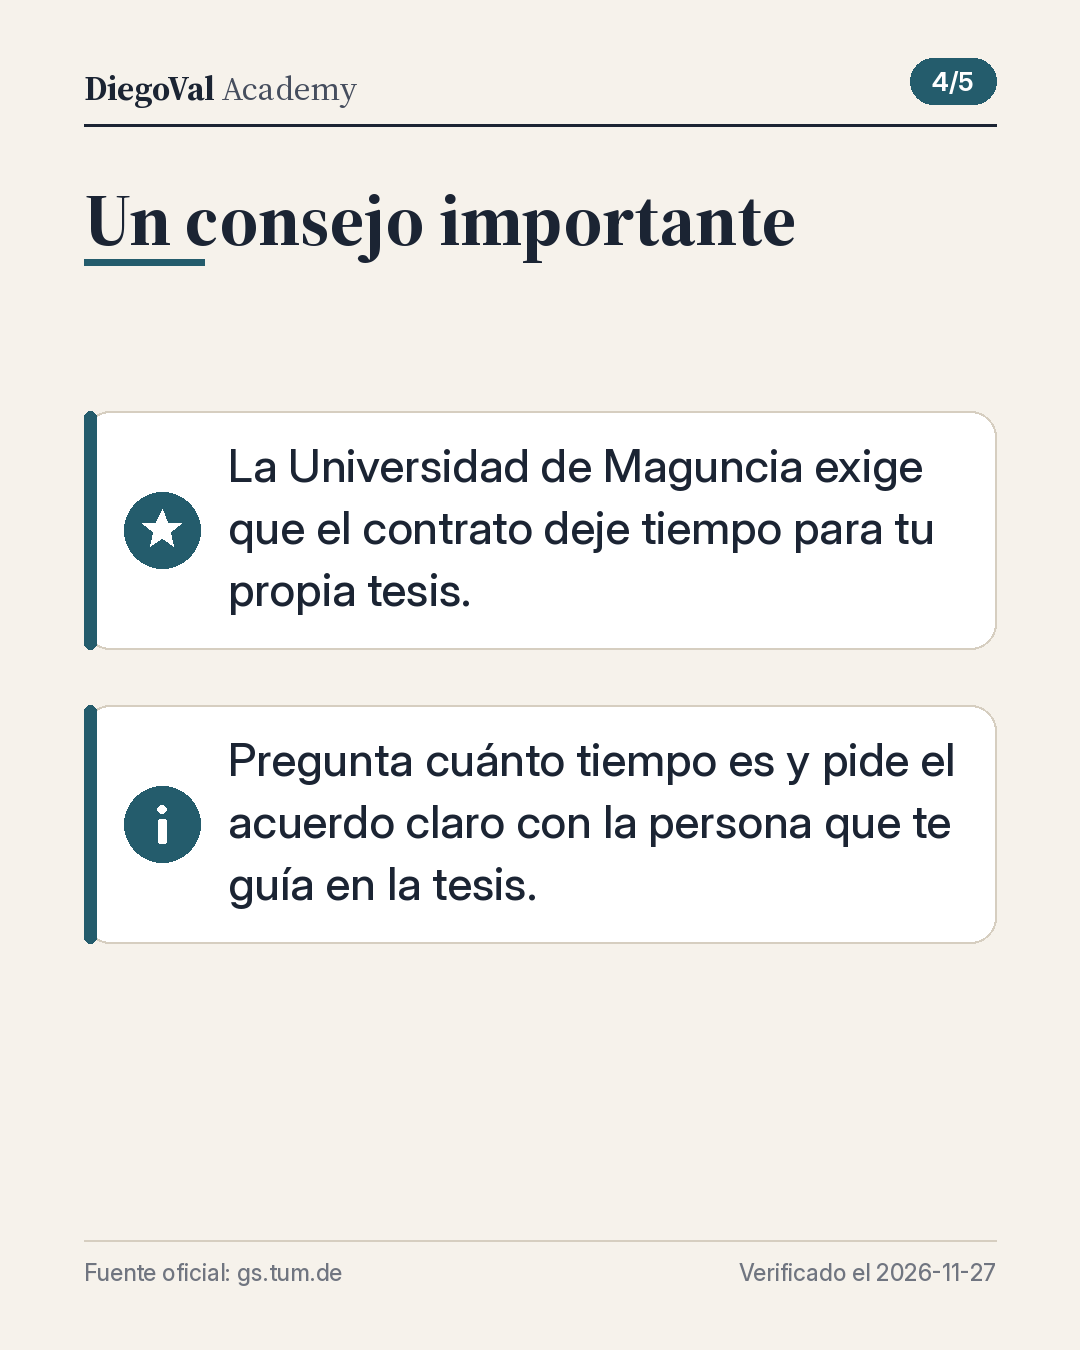 DiegoVal Academy
4/5
Un consejo importante
La Universidad de Maguncia exige
que el contrato deje tiempo para tu
propia tesis.
Pregunta cuánto tiempo es y pide el
acuerdo claro con la persona que te
guía en la tesis.
Fuente oficial: gs.tum.de
Verificado el 2026-11-27